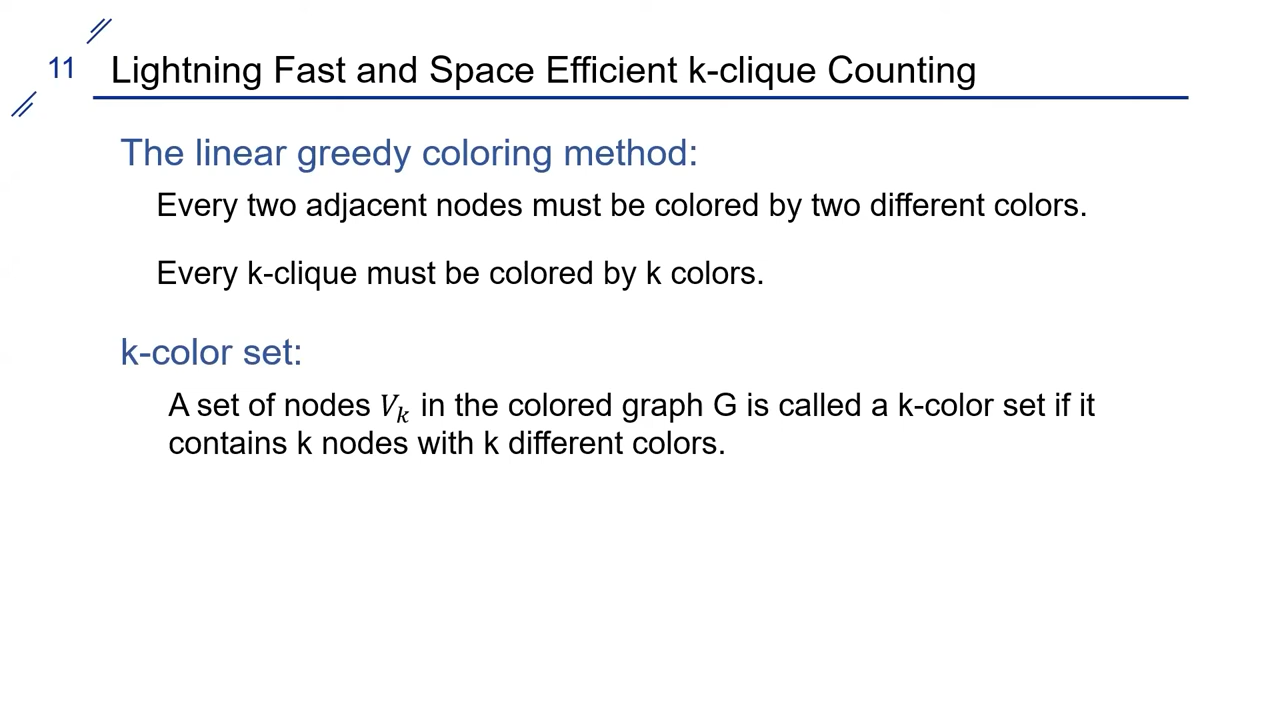 11
Lightning Fast and Space Efficient k-clique Counting
The linear greedy coloring method:
Every two adjacent nodes must be colored by two different colors.
Every k-clique must be colored by k colors.
k-color set:
A set of nodes V_k in the colored graph G is called a k-color set if it
contains k nodes with k different colors.